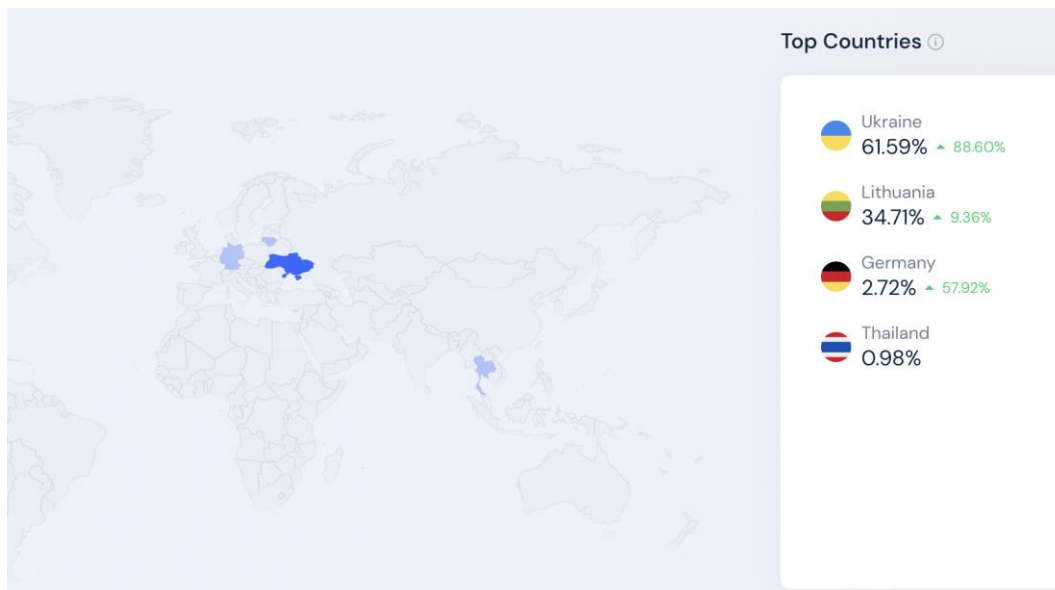 Top Countries
Ukraine
61.59% 88.60%
Lithuania
34.71% 9.36%
Germany
2.72% 57.92%
Thailand
0.98%